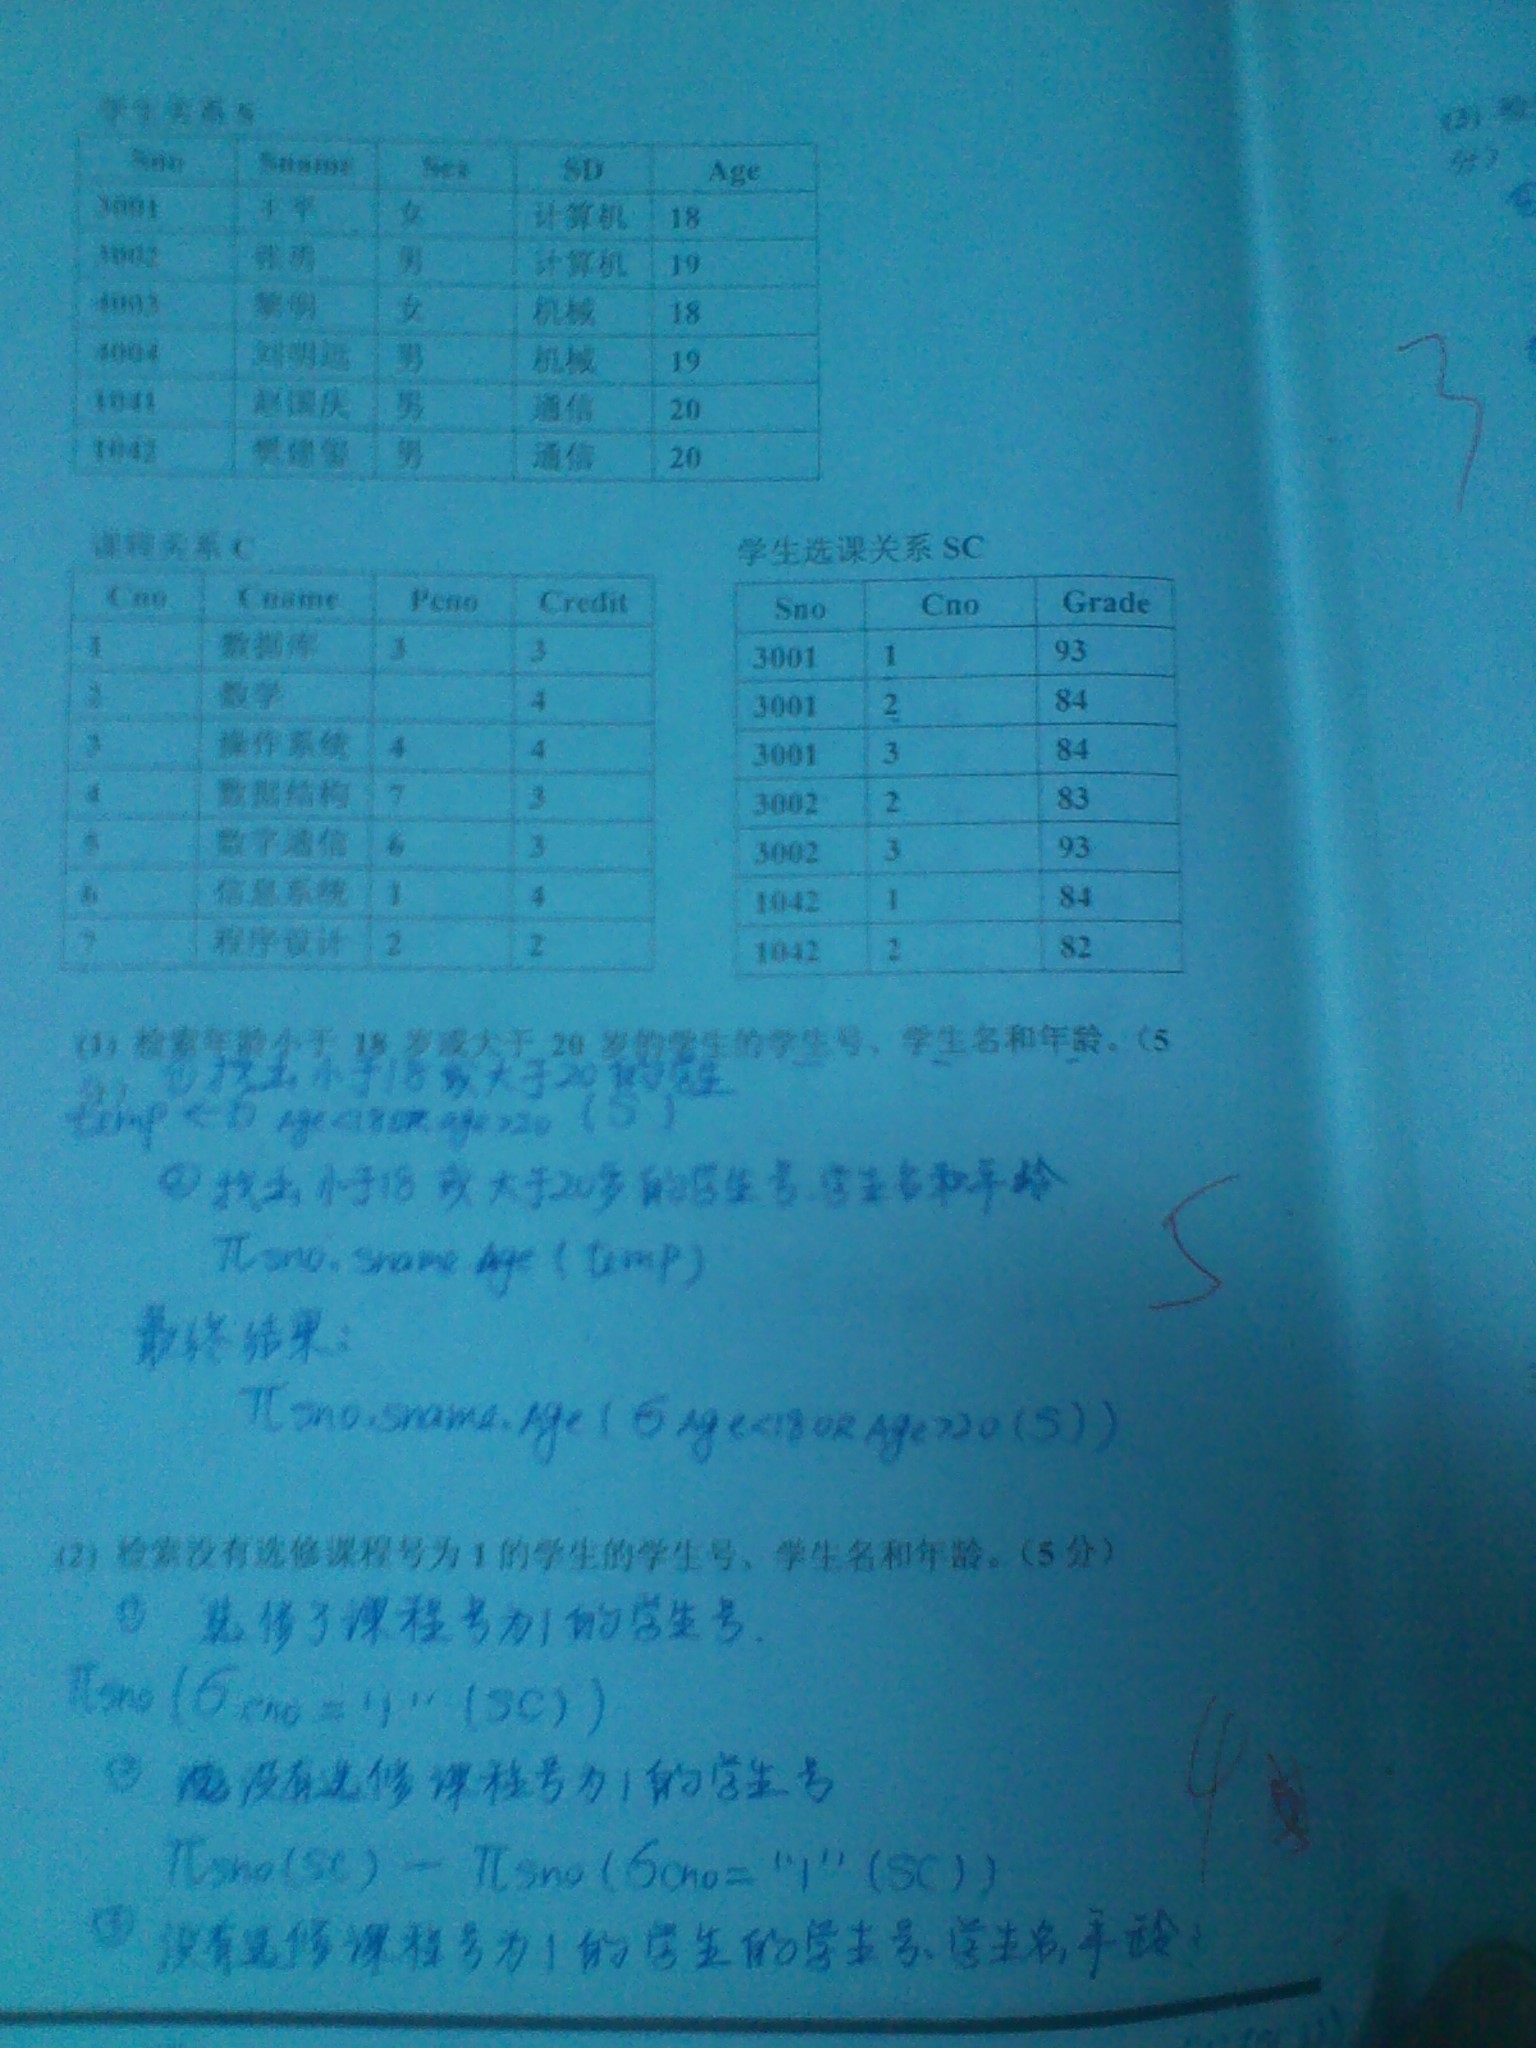 学生关系 S
Sno Sname Sex SD Age
3001 王平 女 计算机 18
3002 张勇 男 计算机 19
4003 黎明 女 机械 18
4004 刘明远 男 机械 19
1041 赵国庆 男 通信 20
1042 樊建玺 男 通信 20
课程关系 C
Cno Cname Pcno Credit
1 数据库 3 3
2 数学 4
3 操作系统 4 4
4 数据结构 7 3
5 数字通信 6 3
6 信息系统 1 4
7 程序设计 2 2
学生选课关系 SC
Sno Cno Grade
3001 1 93
3001 2 84
3001 3 84
3002 2 83
3002 3 93
1042 1 84
1042 2 82
(1) 检索年龄小于 18 岁或大于 20 岁的学生的学生号、学生名和年龄。（5
分）
① 找出小于18或大于20的学生
temp ← σ Age<18 OR Age>20 (S)
② 找出小于18或大于20岁的学生号.学生名和年龄
π sno. sname Age (temp)
5
最终结果：
π sno.sname.Age (σ Age<18 OR Age>20 (S))
(2) 检索没有选修课程号为 1 的学生的学生号、学生名和年龄。（5 分）
① 选修了课程号为1的学生号.
π sno (σ cno = "1" (SC))
② 没有选修课程号为1的学生号
4
π sno (SC) — π sno (σ cno = "1" (SC))
③ 没有选修课程号为1的学生的学生号、学生名,年龄:
(3)
分）
3